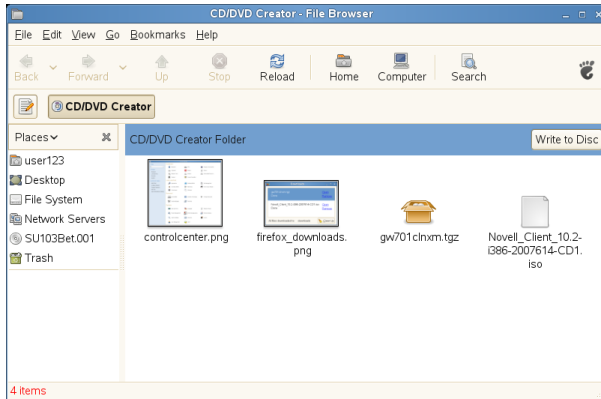 CD/DVD Creator - File Browser
File Edit View Go Bookmarks Help
Back Forward Up Stop Reload Home Computer Search
CD/DVD Creator
Places
CD/DVD Creator Folder
Write to Disc
user123
Desktop
File System
Network Servers
SU103Bet.001
Trash
controlcenter.png
firefox_downloads.
png
gw701clnxm.tgz
Novell_Client_10.2-
i386-2007614-CD1.
iso
4 items